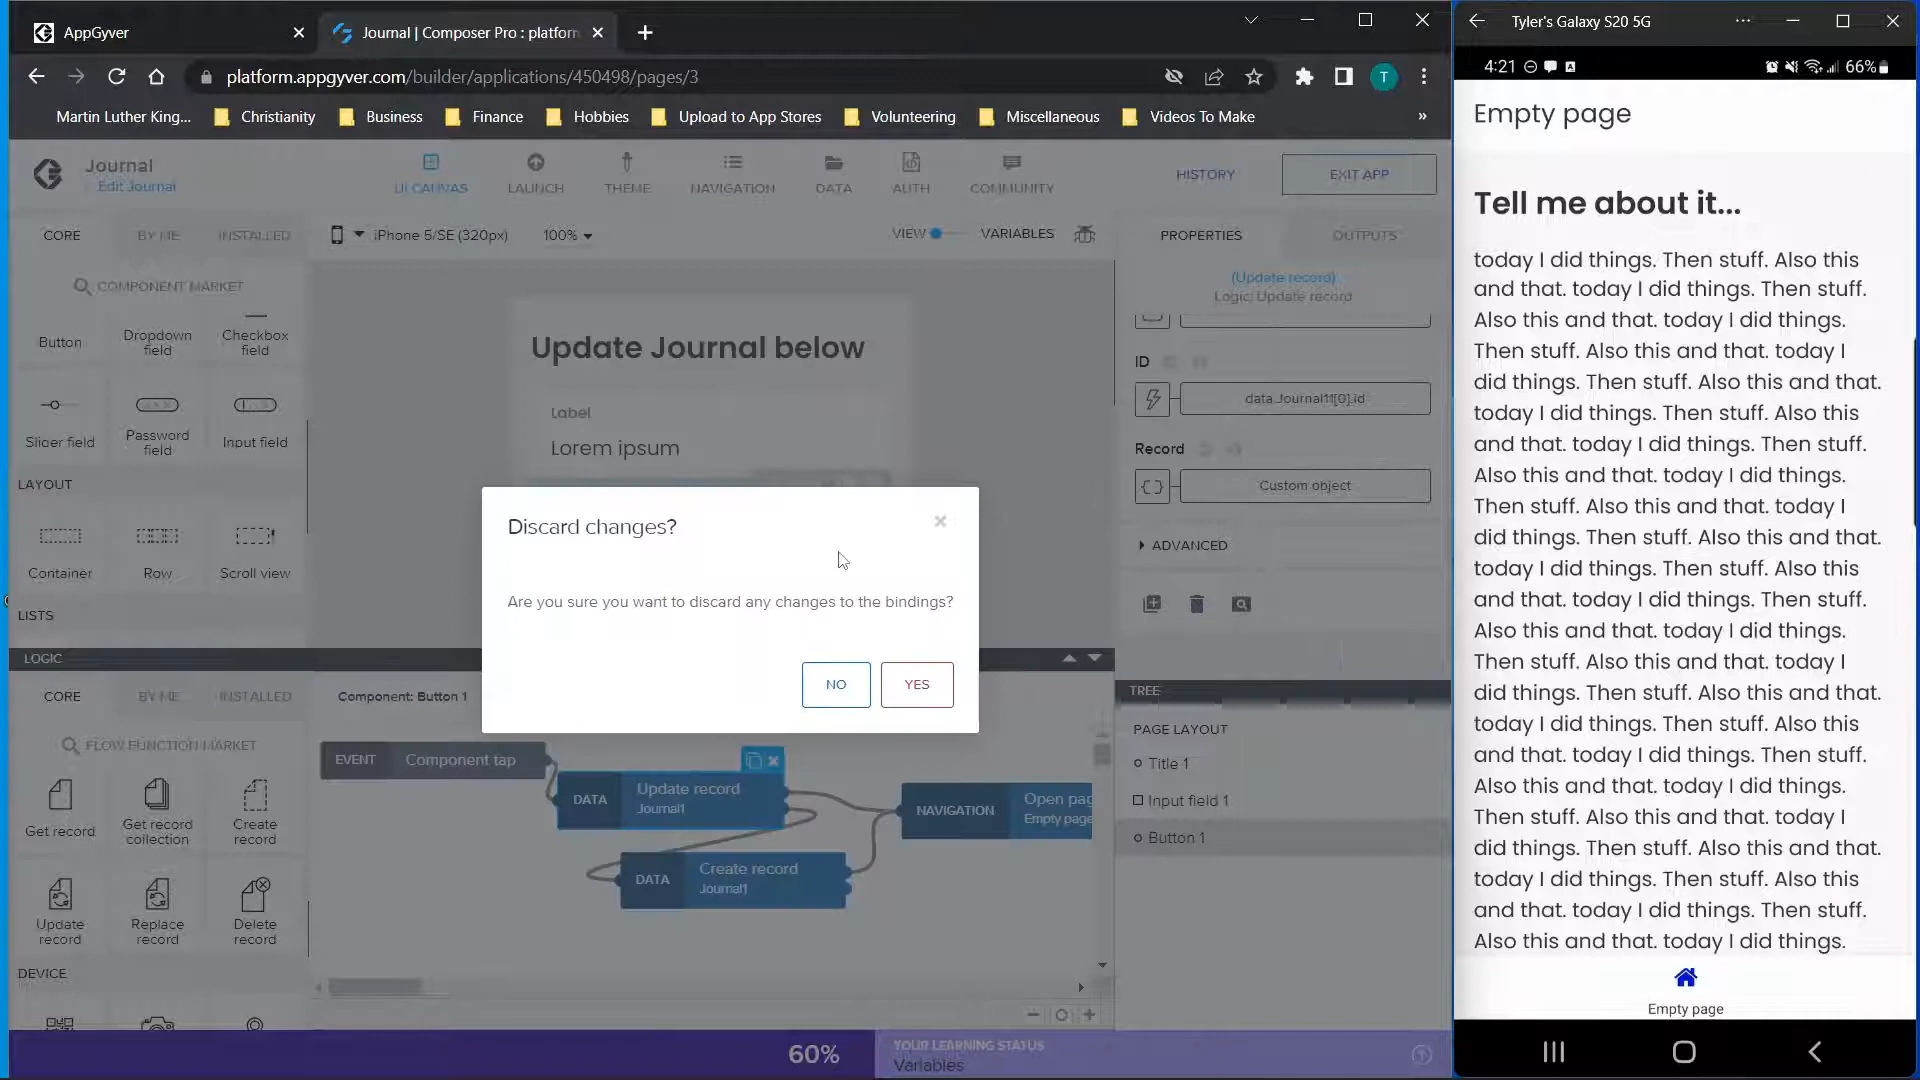 AppGyver
Journal | Composer Pro : platforn
Tyler's Galaxy S20 5G
platform.appgyver.com/builder/applications/450498/pages/3
T
4:21
66%
Martin Luther King...
Christianity
Business
Finance
Hobbies
Upload to App Stores
Volunteering
Miscellaneous
Videos To Make
»
Journal
Edit Journal
UI CANVAS
LAUNCH
THEME
NAVIGATION
DATA
AUTH
COMMUNITY
HISTORY
EXIT APP
CORE
BY ME
INSTALLED
iPhone 5/SE (320px)
100%
VIEW
VARIABLES
PROPERTIES
OUTPUTS
COMPONENT MARKET
Button
Dropdown field
Checkbox field
Slider field
Password field
Input field
LAYOUT
Container
Row
Scroll view
LISTS
Update Journal below
Label
Lorem ipsum
(Update record)
Logic: Update record
ID
data.Journal11[0].id
Record
Custom object
ADVANCED
Discard changes?
Are you sure you want to discard any changes to the bindings?
NO
YES
LOGIC
CORE
BY ME
INSTALLED
FLOW FUNCTION MARKET
Get record
Get record collection
Create record
Update record
Replace record
Delete record
DEVICE
Component: Button 1
EVENT Component tap
DATA Update record
Journal1
DATA Create record
Journal1
NAVIGATION Open pag
Empty page
TREE
PAGE LAYOUT
Title 1
Input field 1
Button 1
60%
YOUR LEARNING STATUS
Variables
Empty page
Tell me about it...
today I did things. Then stuff. Also this
and that. today I did things. Then stuff.
Also this and that. today I did things.
Then stuff. Also this and that. today I
did things. Then stuff. Also this and that.
today I did things. Then stuff. Also this
and that. today I did things. Then stuff.
Also this and that. today I did things.
Then stuff. Also this and that. today I
did things. Then stuff. Also this and that.
today I did things. Then stuff. Also this
and that. today I did things. Then stuff.
Also this and that. today I did things.
Then stuff. Also this and that. today I
did things. Then stuff. Also this and that.
today I did things. Then stuff. Also this
and that. today I did things. Then stuff.
Also this and that. today I did things.
Then stuff. Also this and that. today I
did things. Then stuff. Also this and that.
today I did things. Then stuff. Also this
and that. today I did things. Then stuff.
Also this and that. today I did things.
Empty page